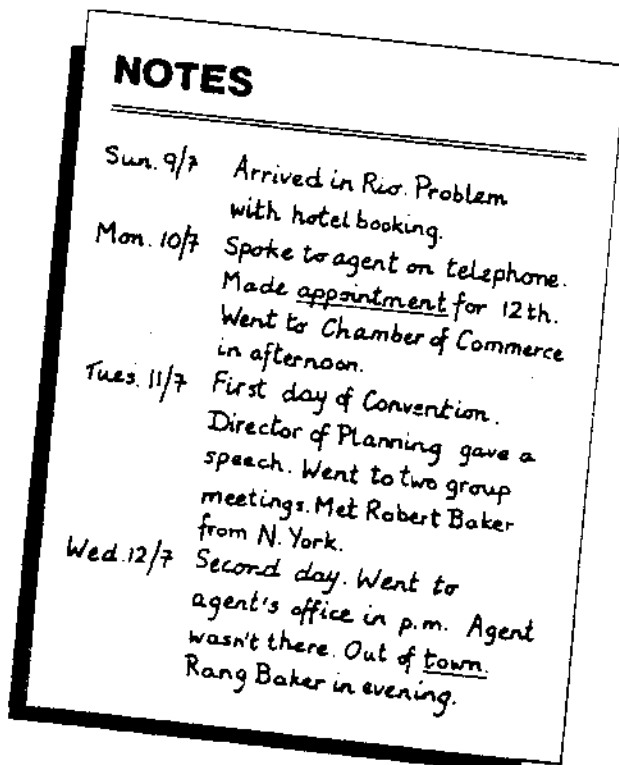 NOTES
Sun. 9/7 Arrived in Rio. Problem
with hotel booking.
Mon. 10/7 Spoke to agent on telephone.
Made appointment for 12th.
Went to Chamber of Commerce
in afternoon.
Tues. 11/7 First day of Convention.
Director of Planning gave a
speech. Went to two group
meetings. Met Robert Baker
from N. York.
Wed. 12/7 Second day. Went to
agent's office in p.m. Agent
wasn't there. Out of town.
Rang Baker in evening.